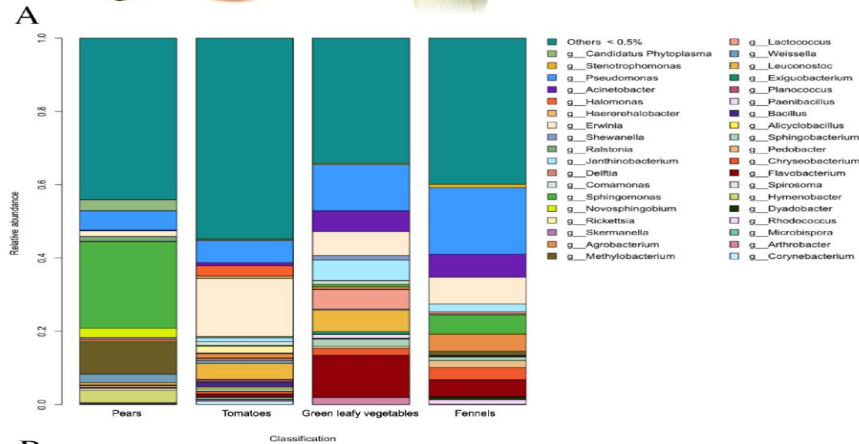 A
Relative abundance
1.0
0.8
0.6
0.4
0.2
0.0
Pears
Tomatoes
Green leafy vegetables
Fennels
Classification
Others < 0,5%
g__Candidatus Phytoplasma
g__Stenotrophomonas
g__Pseudomonas
g__Acinetobacter
g__Halomonas
g__Haererehalobacter
g__Erwinia
g__Shewanella
g__Ralstonia
g__Janthinobacterium
g__Delftia
g__Comamonas
g__Sphingomonas
g__Novosphingobium
g__Rickettsia
g__Skermanella
g__Agrobacterium
g__Methylobacterium
g__Lactococcus
g__Weissella
g__Leuconostoc
g__Exiguobacterium
g__Planococcus
g__Paenibacillus
g__Bacillus
g__Alicyclobacillus
g__Sphingobacterium
g__Pedobacter
g__Chryseobacterium
g__Flavobacterium
g__Spirosoma
g__Hymenobacter
g__Dyadobacter
g__Rhodococcus
g__Microbispora
g__Arthrobacter
g__Corynebacterium